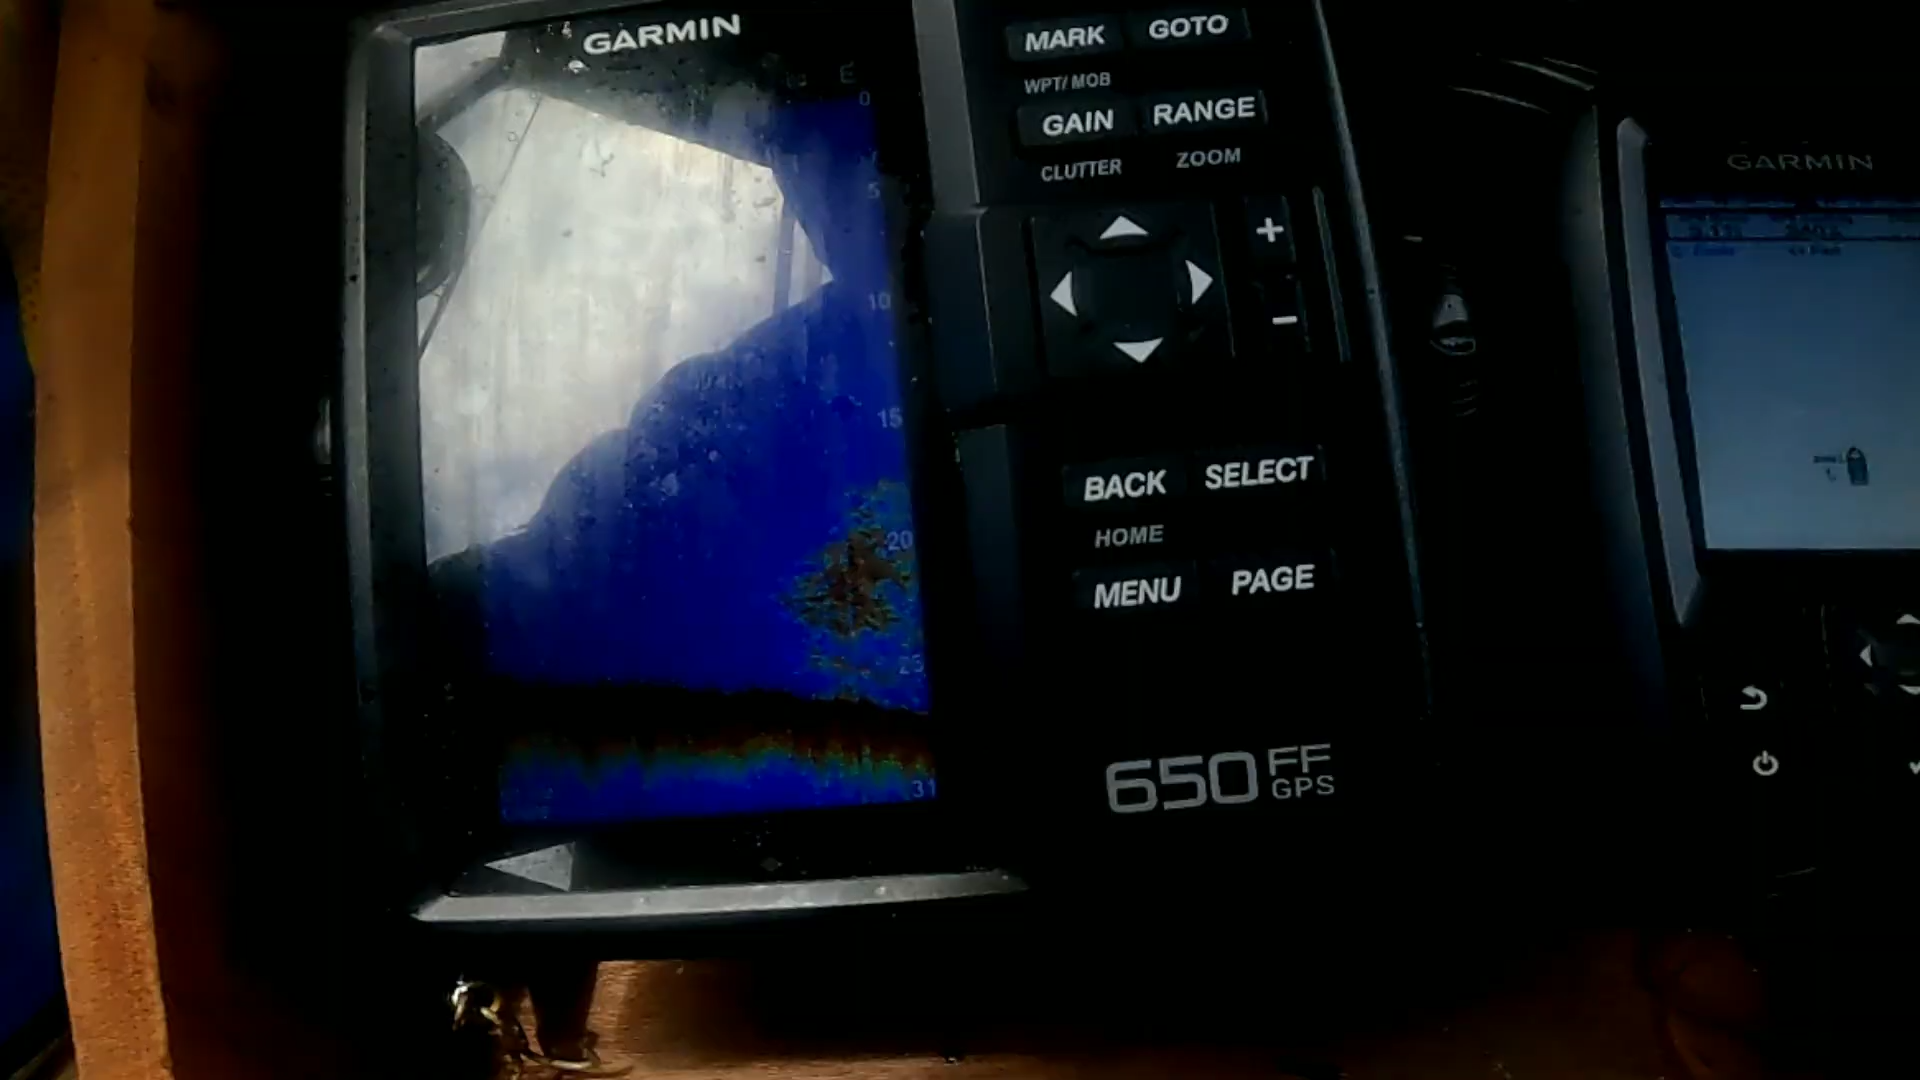 GARMIN
E
0
5
10
15
20
25
31
MARK GOTO
WPT/ MOB
GAIN RANGE
CLUTTER ZOOM
+
-
BACK SELECT
HOME
MENU PAGE
650 FF
GPS
GARMIN